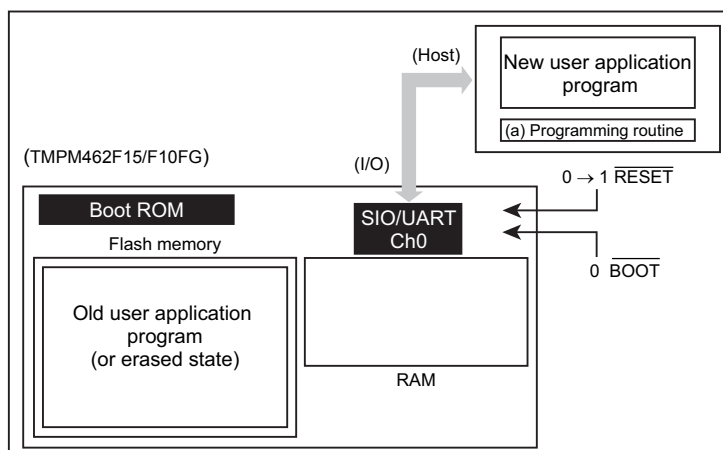 (Host)
New user application
program
(a) Programming routine
(TMPM462F15/F10FG)
(I/O)
0 → 1 RESET
Boot ROM
SIO/UART
Ch0
Flash memory
0 BOOT
Old user application
program
(or erased state)
RAM